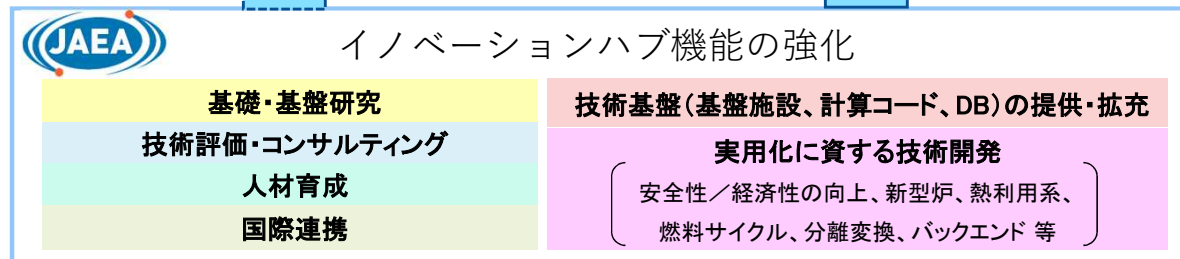 JAEA
イノベーションハブ機能の強化
基礎・基盤研究
技術評価・コンサルティング
人材育成
国際連携
技術基盤（基盤施設、計算コード、DB）の提供・拡充
実用化に資する技術開発
安全性／経済性の向上、新型炉、熱利用系、
燃料サイクル、分離変換、バックエンド 等